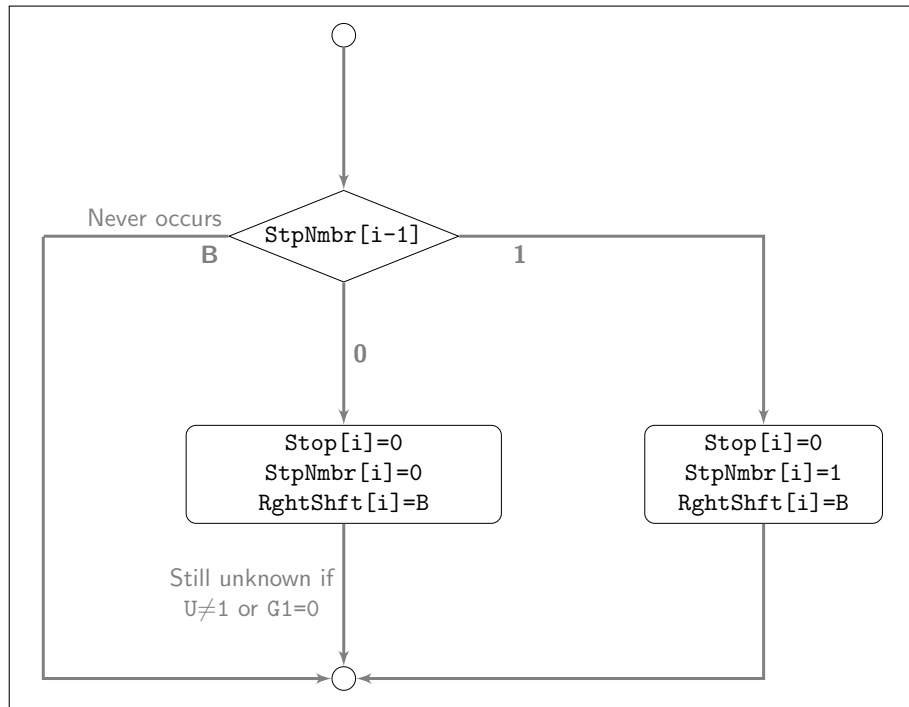 Never occurs
StpNmbr[i-1]
B
1
0
Stop[i]=0
StpNmbr[i]=0
RghtShft[i]=B
Stop[i]=0
StpNmbr[i]=1
RghtShft[i]=B
Still unknown if
U≠1 or G1=0